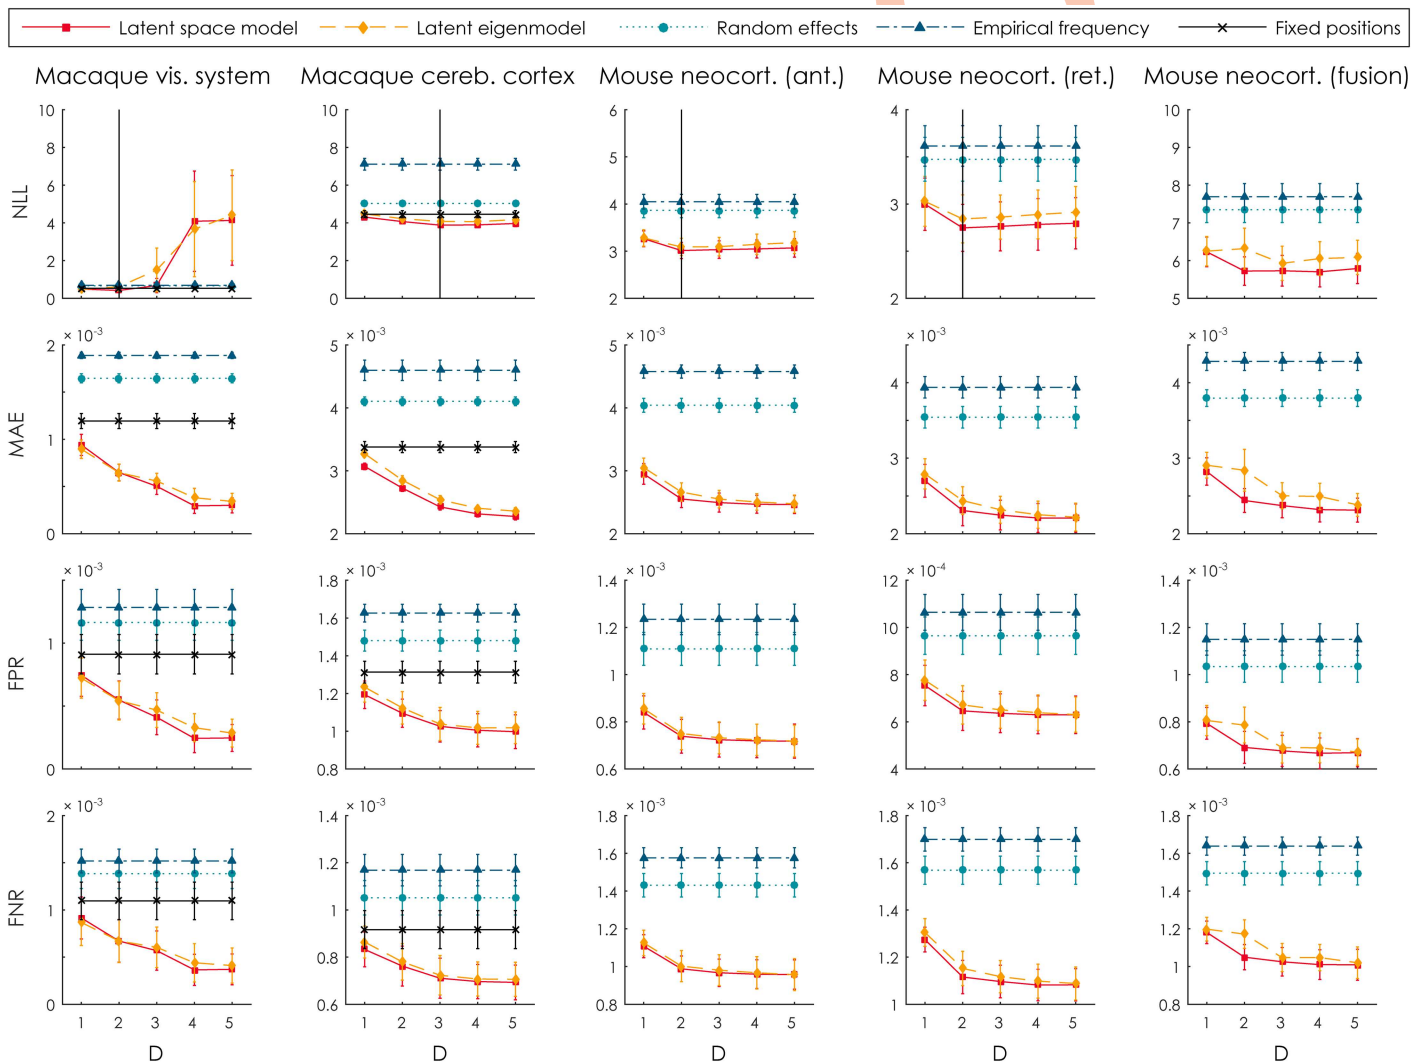 Latent space model Latent eigenmodel Random effects Empirical frequency Fixed positions
Macaque vis. system Macaque cereb. cortex Mouse neocort. (ant.) Mouse neocort. (ret.) Mouse neocort. (fusion)
NLL
10 10 6 4 10
8 8 5 9
6 6 8
4 4 4 3 7
2 2 3 6
0 0 2 2 5
MAE
× 10-3 × 10-3 × 10-3 × 10-3 × 10-3
2 5 5
4 4 4 4
1
3 3 3 3
0 2 2 2 2
FPR
× 10-3 × 10-3 × 10-3 × 10-4 × 10-3
1.8 1.4 12 1.4
1.6 1.2 10 1.2
1 1.4 1 1
1.2 8
1 0.8 6 0.8
0 0.8 0.6 4 0.6
FNR
× 10-3 × 10-3 × 10-3 × 10-3 × 10-3
2 1.4 1.8 1.8 1.8
1.2 1.6 1.6 1.6
1 1 1.4 1.4 1.4
0.8 1.2 1.2 1.2
1 1
0 0.6 0.8 1 0.8
1 2 3 4 5 1 2 3 4 5 1 2 3 4 5 1 2 3 4 5 1 2 3 4 5
D D D D D